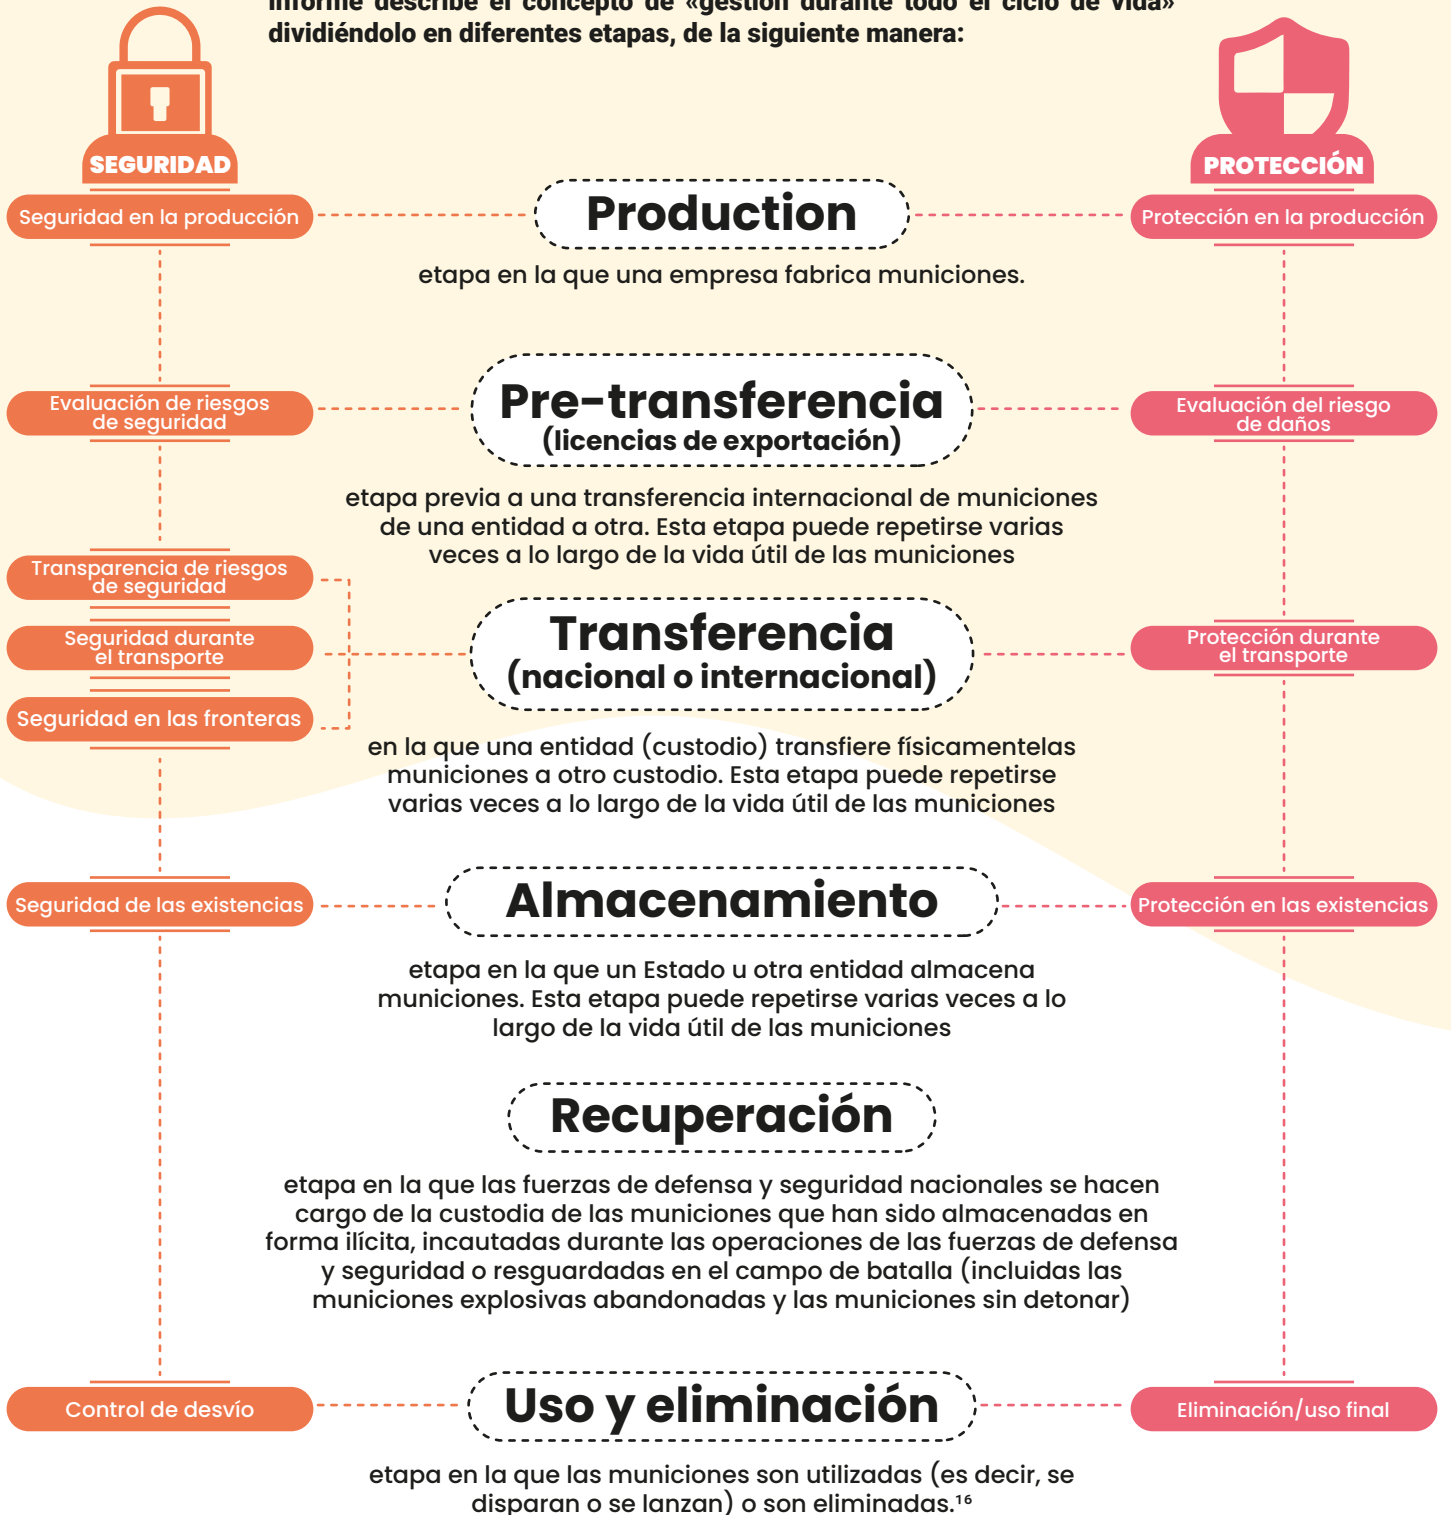 informe describe el concepto de «gestión durante todo el ciclo de vida»
dividiéndolo en diferentes etapas, de la siguiente manera:
SEGURIDAD
PROTECCIÓN
Seguridad en la producción
Production
Protección en la producción
etapa en la que una empresa fabrica municiones.
Evaluación de riesgos
de seguridad
Pre-transferencia
(licencias de exportación)
Evaluación del riesgo
de daños
etapa previa a una transferencia internacional de municiones
de una entidad a otra. Esta etapa puede repetirse varias
veces a lo largo de la vida útil de las municiones
Transparencia de riesgos
de seguridad
Seguridad durante
el transporte
Seguridad en las fronteras
Transferencia
(nacional o internacional)
Protección durante
el transporte
en la que una entidad (custodio) transfiere físicamentelas
municiones a otro custodio. Esta etapa puede repetirse
varias veces a lo largo de la vida útil de las municiones
Seguridad de las existencias
Almacenamiento
Protección en las existencias
etapa en la que un Estado u otra entidad almacena
municiones. Esta etapa puede repetirse varias veces a lo
largo de la vida útil de las municiones
Recuperación
etapa en la que las fuerzas de defensa y seguridad nacionales se hacen
cargo de la custodia de las municiones que han sido almacenadas en
forma ilícita, incautadas durante las operaciones de las fuerzas de defensa
y seguridad o resguardadas en el campo de batalla (incluidas las
municiones explosivas abandonadas y las municiones sin detonar)
Control de desvío
Uso y eliminación
Eliminación/uso final
etapa en la que las municiones son utilizadas (es decir, se
disparan o se lanzan) o son eliminadas.¹⁶